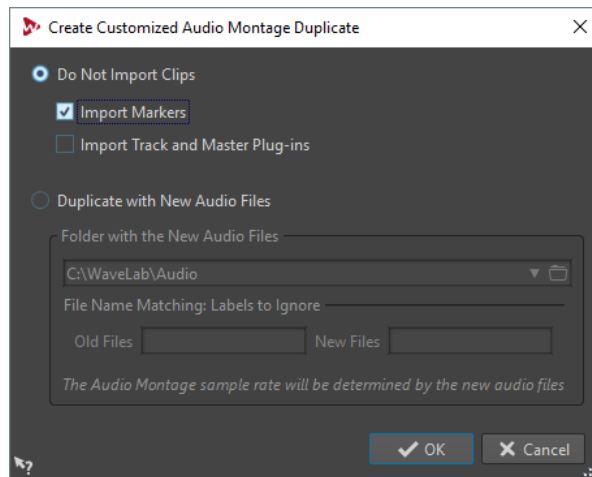 Create Customized Audio Montage Duplicate
Do Not Import Clips
Import Markers
Import Track and Master Plug-ins
Duplicate with New Audio Files
Folder with the New Audio Files
C:\WaveLab\Audio
File Name Matching: Labels to Ignore
Old Files New Files
The Audio Montage sample rate will be determined by the new audio files
OK Cancel
?